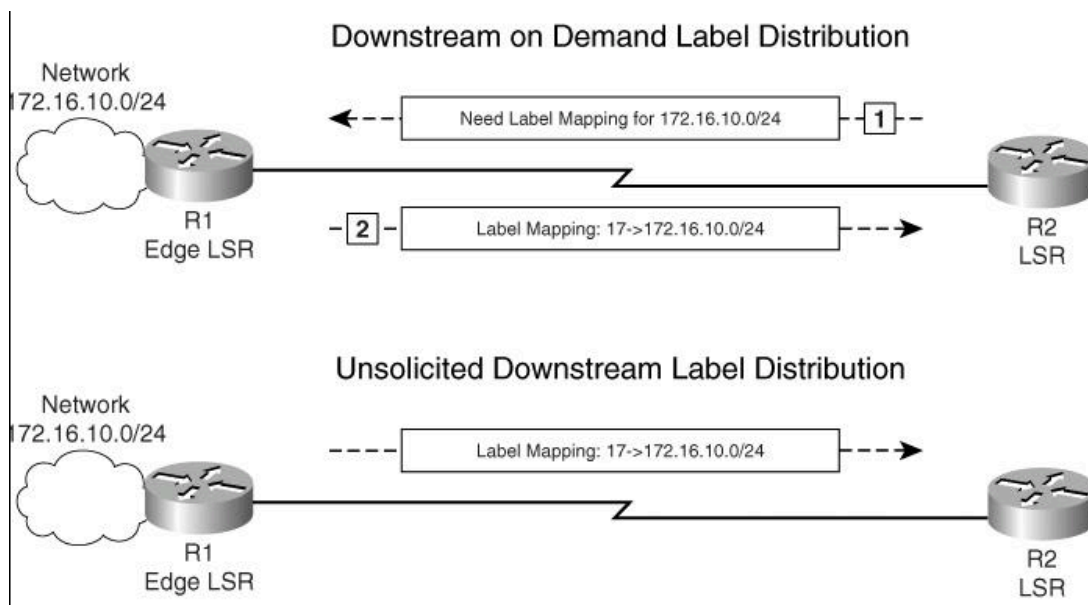 Downstream on Demand Label Distribution
Network
172.16.10.0/24
Need Label Mapping for 172.16.10.0/24
1
R1
Edge LSR
2
Label Mapping: 17->172.16.10.0/24
R2
LSR
Unsolicited Downstream Label Distribution
Network
172.16.10.0/24
Label Mapping: 17->172.16.10.0/24
R1
Edge LSR
R2
LSR